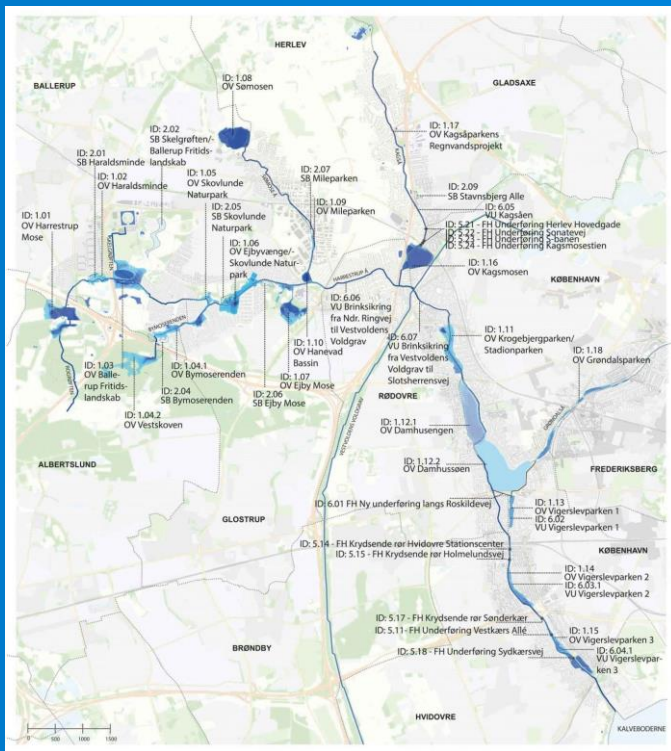 HERLEV
BALLERUP
GLADSAXE
ID: 1.08
OV Sømosen
ID: 2.02
SB Skelgrøften/-
Ballerup Fritids-
landskab
ID: 2.01
SB Haraldsminde
ID: 1.02
OV Haraldsminde
ID: 1.05
OV Skovlunde
Naturpark
ID: 2.05
SB Skovlunde
Naturpark
ID: 1.06
OV Ejbyvænge/-
Skovlunde Natur-
park
ID: 1.01
OV Harrestrup
Mose
ID: 2.07
SB Mileparken
ID: 1.09
OV Mileparken
ID: 1.17
OV Kagsåparkens
Regnvandsprojekt
ID: 2.09
SB Stavnsbjerg Alle
ID: 6.05
VU Kagsåen
ID: 5.21 - FH Underføring Herlev Hovedgade
ID: 5.22 - FH Underføring Sonatevej
ID: 5.23 - FH Underføring S-banen
ID: 5.24 - FH Underføring Kagsmosestien
ID: 1.16
OV Kagsmosen
KØBENHAVN
HARRESTRUP Å
SØMOSE Å
KAGSÅ
BYMOSERENDEN
ID: 1.03
OV Balle-
rup Fritids-
landskab
ID: 1.04.1
OV Bymoserenden
ID: 2.04
SB Bymoserenden
ID: 1.04.2
OV Vestskoven
ID: 1.10
OV Hanevad
Bassin
ID: 1.07
OV Ejby Mose
ID: 2.06
SB Ejby Mose
ID: 6.06
VU Brinksikring
fra Ndr. Ringvej
til Vestvoldens
Voldgrav
ID: 6.07
VU Brinksikring
fra Vestvoldens
Voldgrav til
Slotsherrensvej
ID: 1.11
OV Krogebjergparken/
Stadionparken
ID: 1.18
OV Grøndalsparken
GRØNDALSÅ
RØDOVRE
VESTVOLDENS VOLDGRAV
ID: 1.12.1
OV Damhusengen
ID: 1.12.2
OV Damhussøen
ALBERTSLUND
FREDERIKSBERG
GLOSTRUP
ID: 6.01 FH Ny underføring langs Roskildevej
ID: 1.13
OV Vigerslevparken 1
ID: 6.02
VU Vigerslevparken 1
ID: 5.14 - FH Krydsende rør Hvidovre Stationscenter
ID: 5.15 - FH Krydsende rør Holmelundsvej
KØBENHAVN
ID: 1.14
OV Vigerslevparken 2
ID: 6.03.1
VU Vigerslevparken 2
ID: 5.17 - FH Krydsende rør Sønderkær
ID: 5.11- FH Underføring Vestkærs Allé
ID: 1.15
OV Vigerslevparken 3
ID: 5.18 - FH Underføring Sydkærsvej
ID: 6.04.1
VU Vigerslevpar-
ken 3
BRØNDBY
HVIDOVRE
KALVEBODERNE
0 500 1000 1500